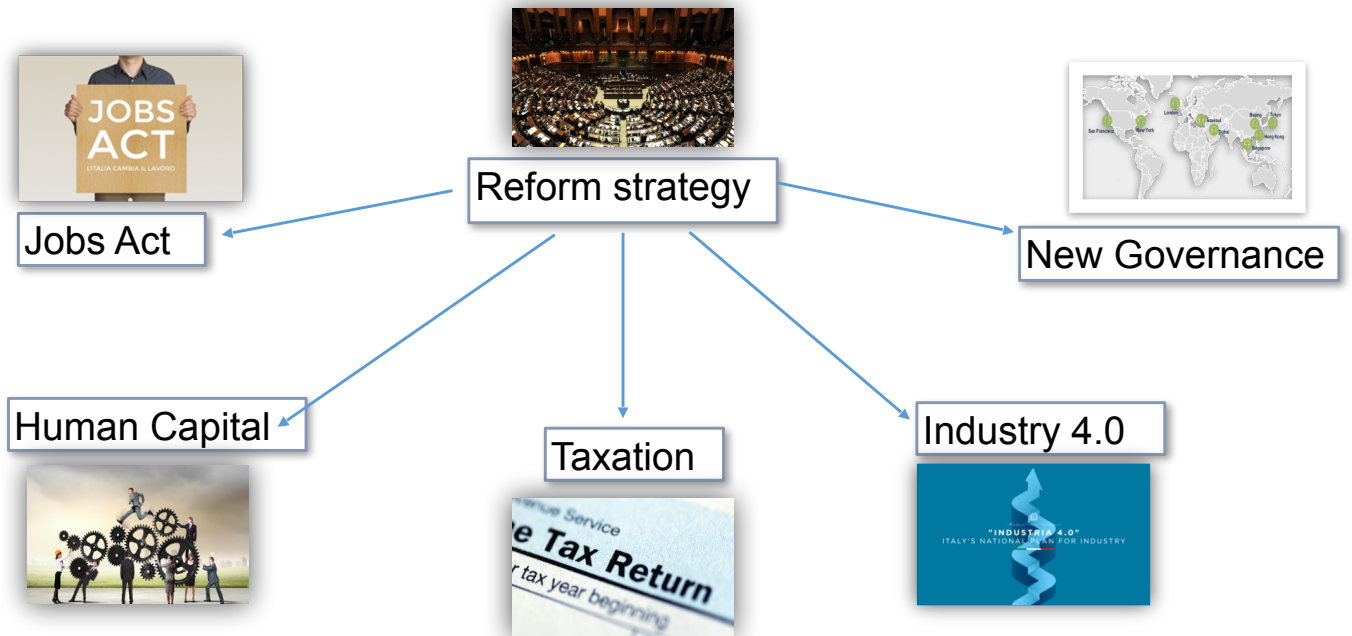 JOBS
ACT
L'ITALIA CAMBIA IL LAVORO
Reform strategy
London
Istanbul
Beijing
Tokyo
San Francisco
New York
Dubai
Hong Kong
Singapore
Jobs Act
New Governance
Human Capital
Taxation
Industry 4.0
enue Service
e Tax Return
r tax year beginning
"INDUSTRIA 4.0"
ITALY'S NATIONAL PLAN FOR INDUSTRY